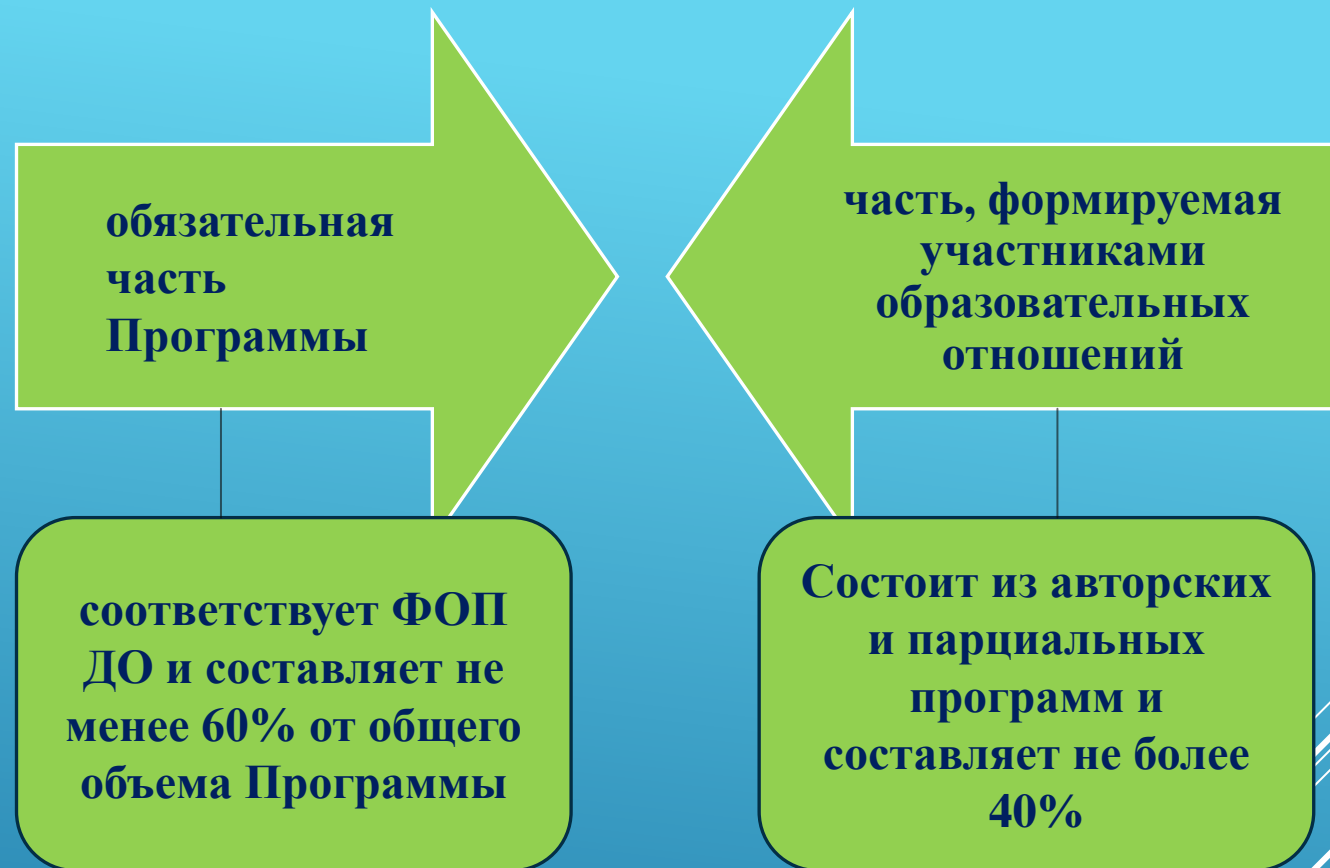 обязательная
часть
Программы
часть, формируемая
участниками
образовательных
отношений
соответствует ФОП
ДО и составляет не
менее 60% от общего
объема Программы
Состоит из авторских
и парциальных
программ и
составляет не более
40%